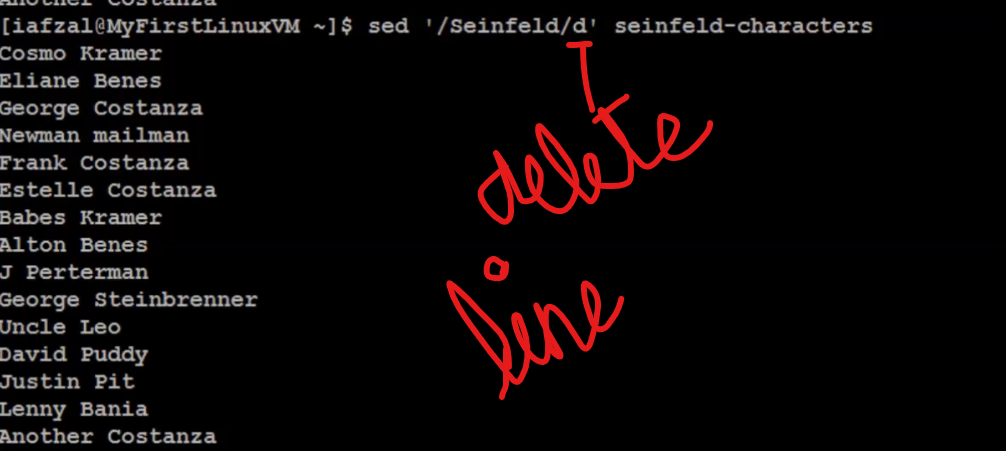 Another Costanza
[iafzal@MyFirstLinuxVM ~]$ sed '/Seinfeld/d' seinfeld-characters
Cosmo Kramer
Eliane Benes
George Costanza
Newman mailman
Frank Costanza
Estelle Costanza
Babes Kramer
Alton Benes
J Perterman
George Steinbrenner
Uncle Leo
David Puddy
Justin Pit
Lenny Bania
Another Costanza
delete
line